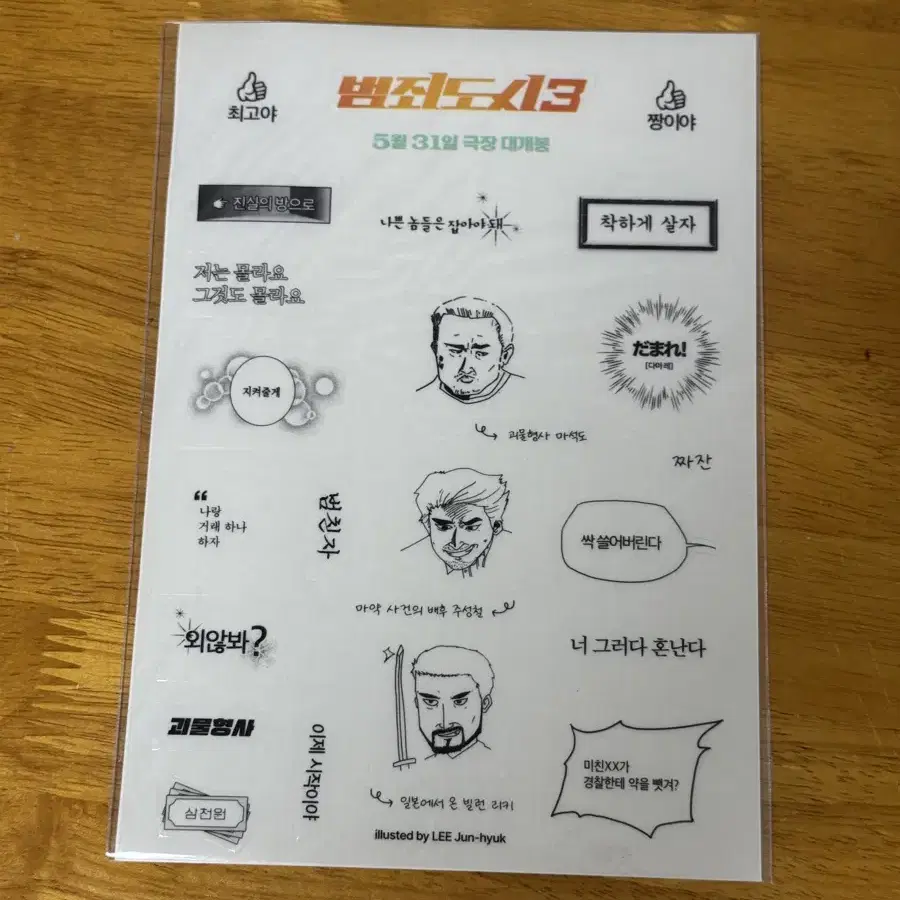 최고야
범죄도시3
짱이야
5월 31일 극장 대개봉
진실의 방으로
나쁜 놈들은 잡아야 돼
착하게 살자
저는 몰라요
그것도 몰라요
だまれ!
[다마레]
지켜줄게
괴물형사 마석도
짜잔
“
나랑
거래 하나
하자
범친자
싹 쓸어버린다
마약 사건의 배후 주성철
외않봐?
너 그러다 혼난다
괴물형사
이제 시작이야
미친XX가
경찰한테 약을 뺏겨?
삼천원
일본에서 온 빌런 리키
illusted by LEE Jun-hyuk